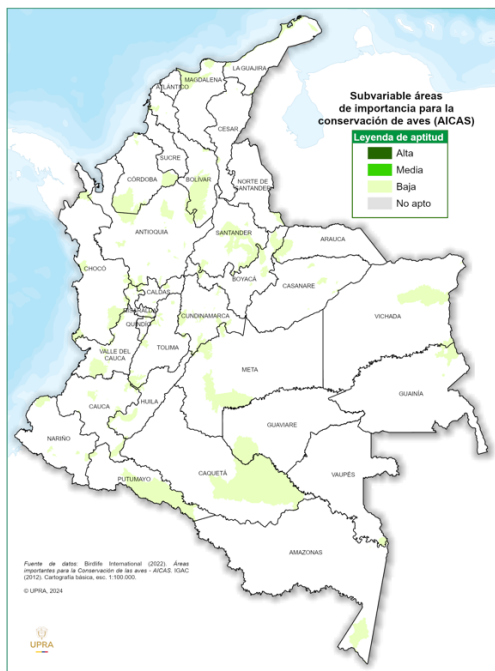 Subvariable áreas
de importancia para la
conservación de aves (AICAS)
Leyenda de aptitud
Alta
Media
Baja
No apto
LA GUAJIRA
MAGDALENA
ATLÁNTICO
CESAR
SUCRE
CÓRDOBA
BOLÍVAR
NORTE DE
SANTANDER
ANTIOQUIA
SANTANDER
ARAUCA
CHOCÓ
BOYACÁ
CASANARE
CALDAS
RISARALDA
CUNDINAMARCA
QUINDÍO
VICHADA
VALLE DEL
CAUCA
TOLIMA
META
GUAINÍA
CAUCA
HUILA
GUAVIARE
NARIÑO
CAQUETÁ
VAUPÉS
PUTUMAYO
AMAZONAS
Fuente de datos: Birdlife International (2022). Áreas
importantes para la Conservación de las aves - AICAS. IGAC
(2012). Cartografía básica, esc. 1:100.000.
© UPRA, 2024
UPRA